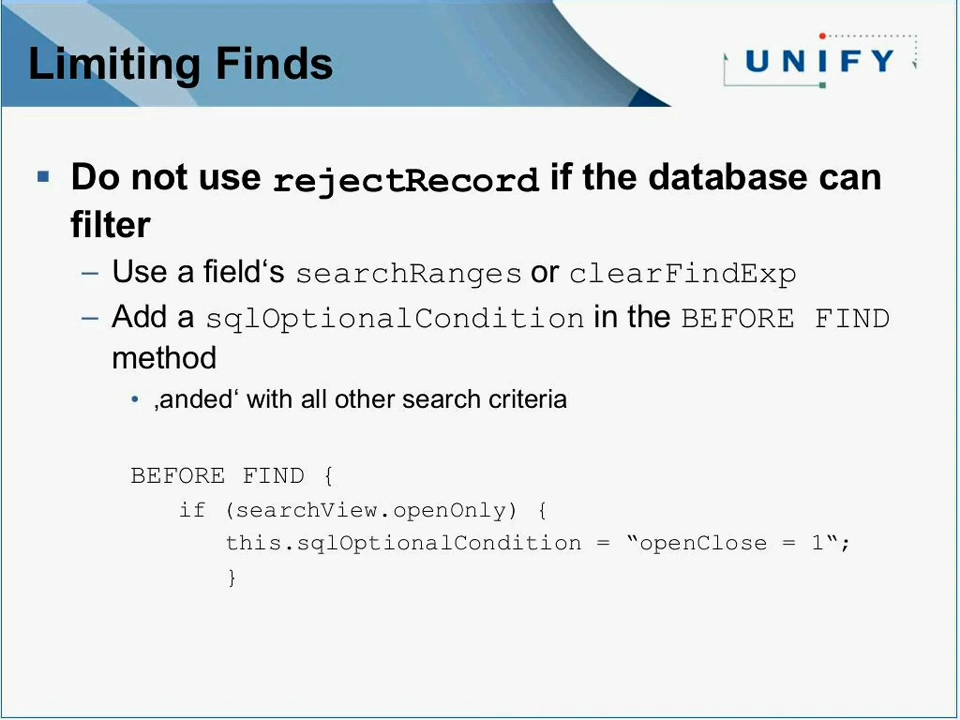 Limiting Finds
UNIFY
▪ Do not use rejectRecord if the database can
filter
– Use a field‘s searchRanges or clearFindExp
– Add a sqlOptionalCondition in the BEFORE FIND
method
• ‚anded‘ with all other search criteria
BEFORE FIND {
if (searchView.openOnly) {
this.sqlOptionalCondition = “openClose = 1“;
}